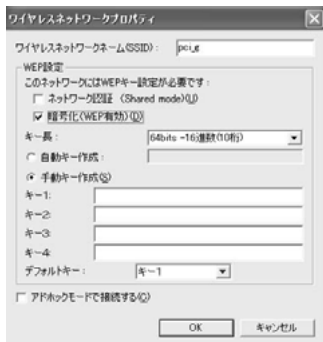 ワイヤレスネットワークプロパティ
ワイヤレスネットワークネーム(SSID): pci_g
WEP設定
このネットワークにはWEPキー設定が必要です:
ネットワーク認証 (Shared mode)(U)
暗号化(WEP有効)(D)
キー長: 64bits -16進数(10桁)
自動キー作成:
手動キー作成(S)
キー1:
キー2:
キー3:
キー4:
デフォルトキー: キー1
アドホックモードで接続する(C)
OK キャンセル